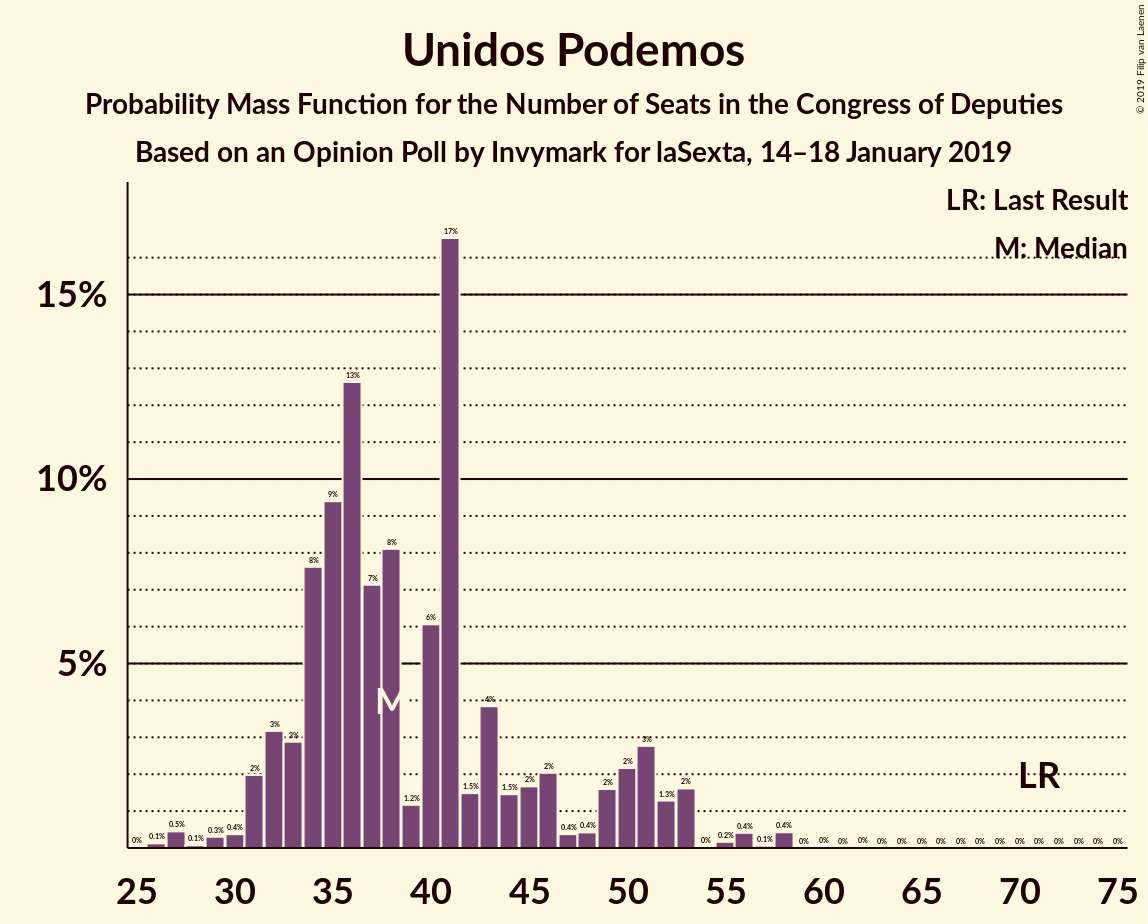 © 2019 Filip van Laenen
Unidos Podemos
Probability Mass Function for the Number of Seats in the Congress of Deputies
Based on an Opinion Poll by Invymark for laSexta, 14–18 January 2019
LR: Last Result
M: Median
15%
10%
5%
0% 0.1% 0.5% 0.1% 0.3% 0.4% 2% 3% 3% 8% 9% 13% 7% 8% 1.2% 6% 17% 1.5% 4% 1.5% 2% 2% 0.4% 0.4% 2% 2% 3% 1.3% 2% 0% 0.2% 0.4% 0.1% 0.4% 0% 0% 0% 0% 0% 0% 0% 0% 0% 0% 0% 0% 0% 0% 0% 0% 0%
M
LR
25 30 35 40 45 50 55 60 65 70 75